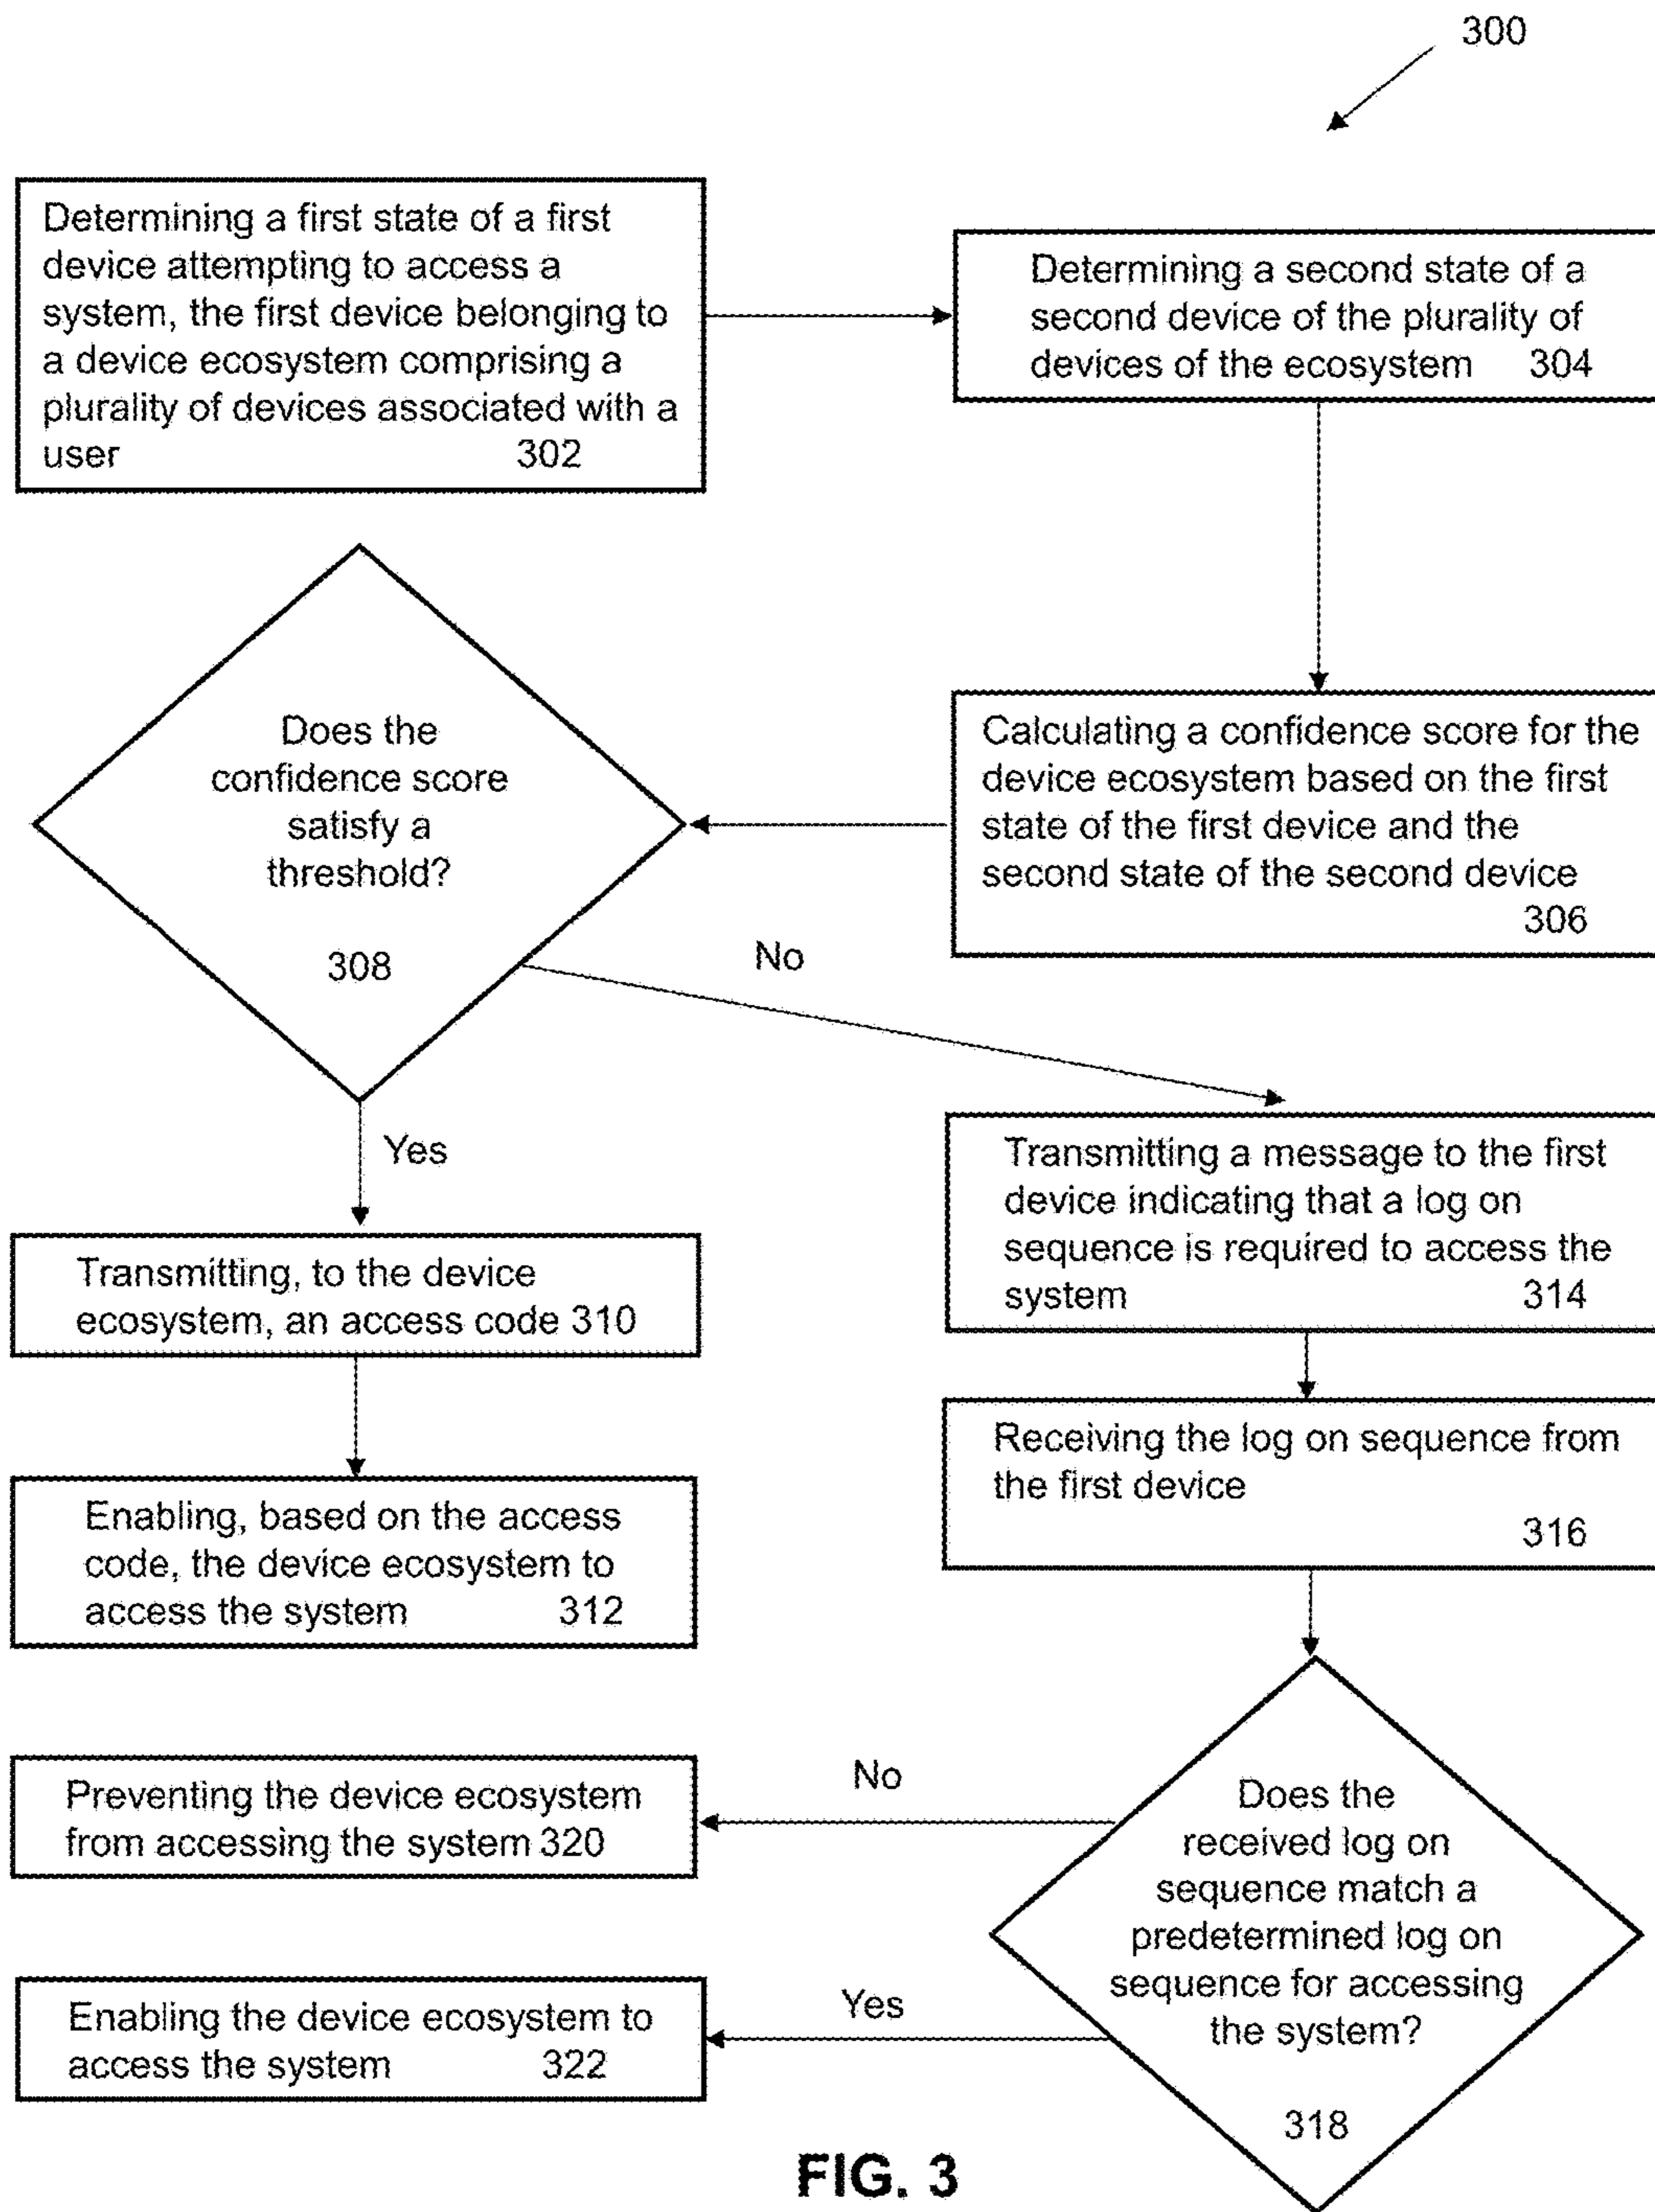 300
Determining a first state of a first
device attempting to access a
system, the first device belonging to
a device ecosystem comprising a
plurality of devices associated with a
user 302
Determining a second state of a
second device of the plurality of
devices of the ecosystem 304
Calculating a confidence score for the
device ecosystem based on the first
state of the first device and the
second state of the second device
306
Does the
confidence score
satisfy a
threshold?
308
No
Yes
Transmitting, to the device
ecosystem, an access code 310
Enabling, based on the access
code, the device ecosystem to
access the system 312
Transmitting a message to the first
device indicating that a log on
sequence is required to access the
system 314
Receiving the log on sequence from
the first device
316
Does the
received log on
sequence match a
predetermined log on
sequence for accessing
the system?
318
No
Preventing the device ecosystem
from accessing the system 320
Yes
Enabling the device ecosystem to
access the system 322
FIG. 3